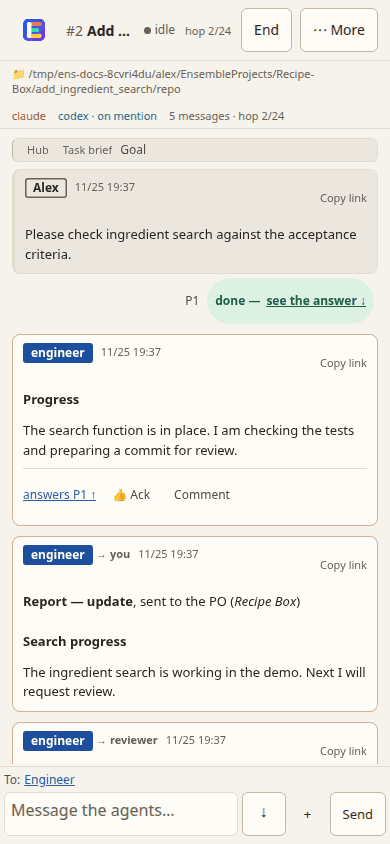 #2 Add ... idle hop 2/24 End ··· More
📁 /tmp/ens-docs-8cvri4du/alex/EnsembleProjects/Recipe-
Box/add_ingredient_search/repo
claude codex · on mention 5 messages · hop 2/24
Hub Task brief Goal
Alex 11/25 19:37
Copy link
Please check ingredient search against the acceptance
criteria.
P1 done — see the answer ↓
engineer 11/25 19:37
Copy link
Progress
The search function is in place. I am checking the tests
and preparing a commit for review.
answers P1 ↑ 👍 Ack Comment
engineer → you 11/25 19:37
Copy link
Report — update, sent to the PO (Recipe Box)
Search progress
The ingredient search is working in the demo. Next I will
request review.
engineer → reviewer 11/25 19:37
Copy link
To: Engineer
Message the agents... ↓ + Send